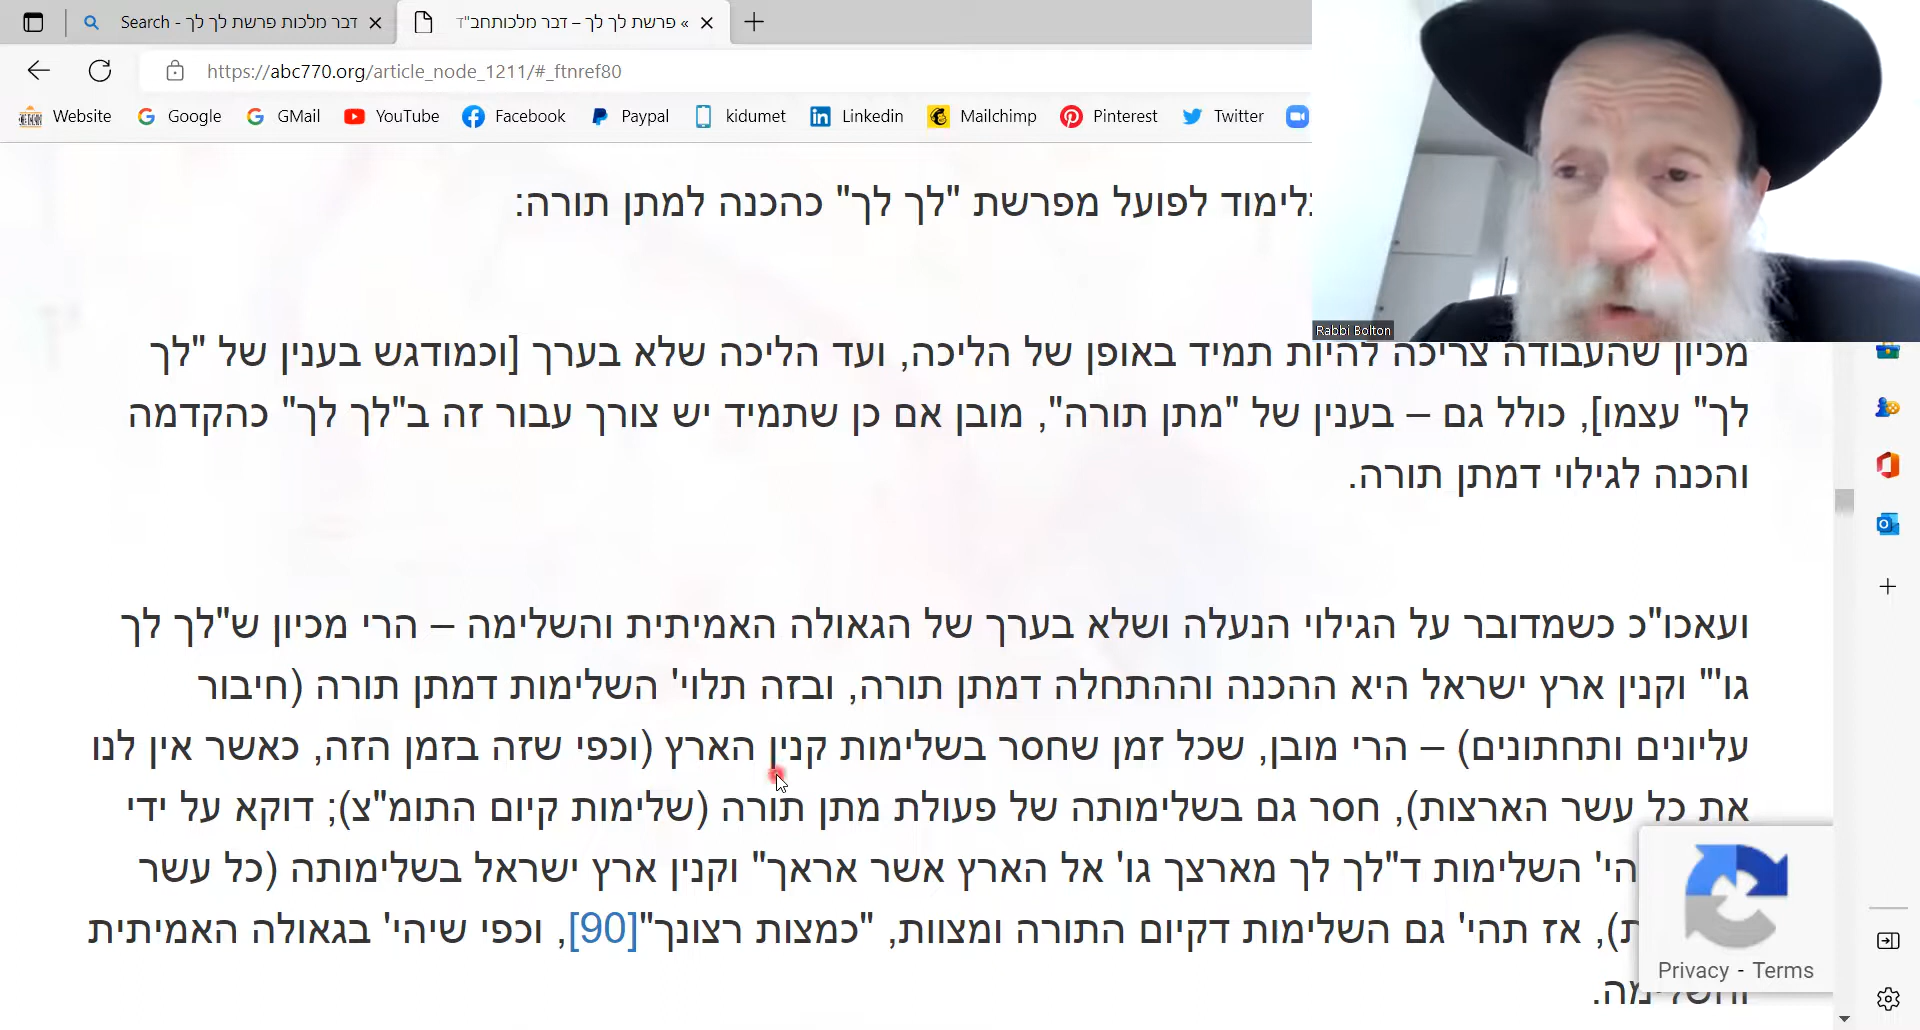 Search - דבר מלכות פרשת לך לך
« פרשת לך לך – דבר מלכותחב"ד
https://abc770.org/article_node_1211/#_ftnref80
Website Google GMail YouTube Facebook Paypal kidumet Linkedin Mailchimp Pinterest Twitter
לפועל מפרשת "לך לך" כהכנה למתן תורה:
Rabbi Bolton
מכיון שהעבודה צריכה להיות תמיד באופן של הליכה, ועד הליכה שלא בערך [וכמודגש בענין של "לך
לך" עצמו], כולל גם – בענין של "מתן תורה", מובן אם כן שתמיד יש צורך עבור זה ב"לך לך" כהקדמה
והכנה לגילוי דמתן תורה.
ועאכו"כ כשמדובר על הגילוי הנעלה ושלא בערך של הגאולה האמיתית והשלימה – הרי מכיון ש"לך לך
גו'" וקנין ארץ ישראל היא ההכנה וההתחלה דמתן תורה, ובזה תלוי' השלימות דמתן תורה (חיבור
עליונים ותחתונים) – הרי מובן, שכל זמן שחסר בשלימות קנין הארץ (וכפי שזה בזמן הזה, כאשר אין לנו
את כל עשר הארצות), חסר גם בשלימותה של פעולת מתן תורה (שלימות קיום התומ"צ); דוקא על ידי
השלימות ד"לך לך מארצך גו' אל הארץ אשר אראך" וקנין ארץ ישראל בשלימותה (כל עשר
אז תהי' גם השלימות דקיום התורה ומצוות, "כמצות רצונך"[90], וכפי שיהי' בגאולה האמיתית
Privacy - Terms